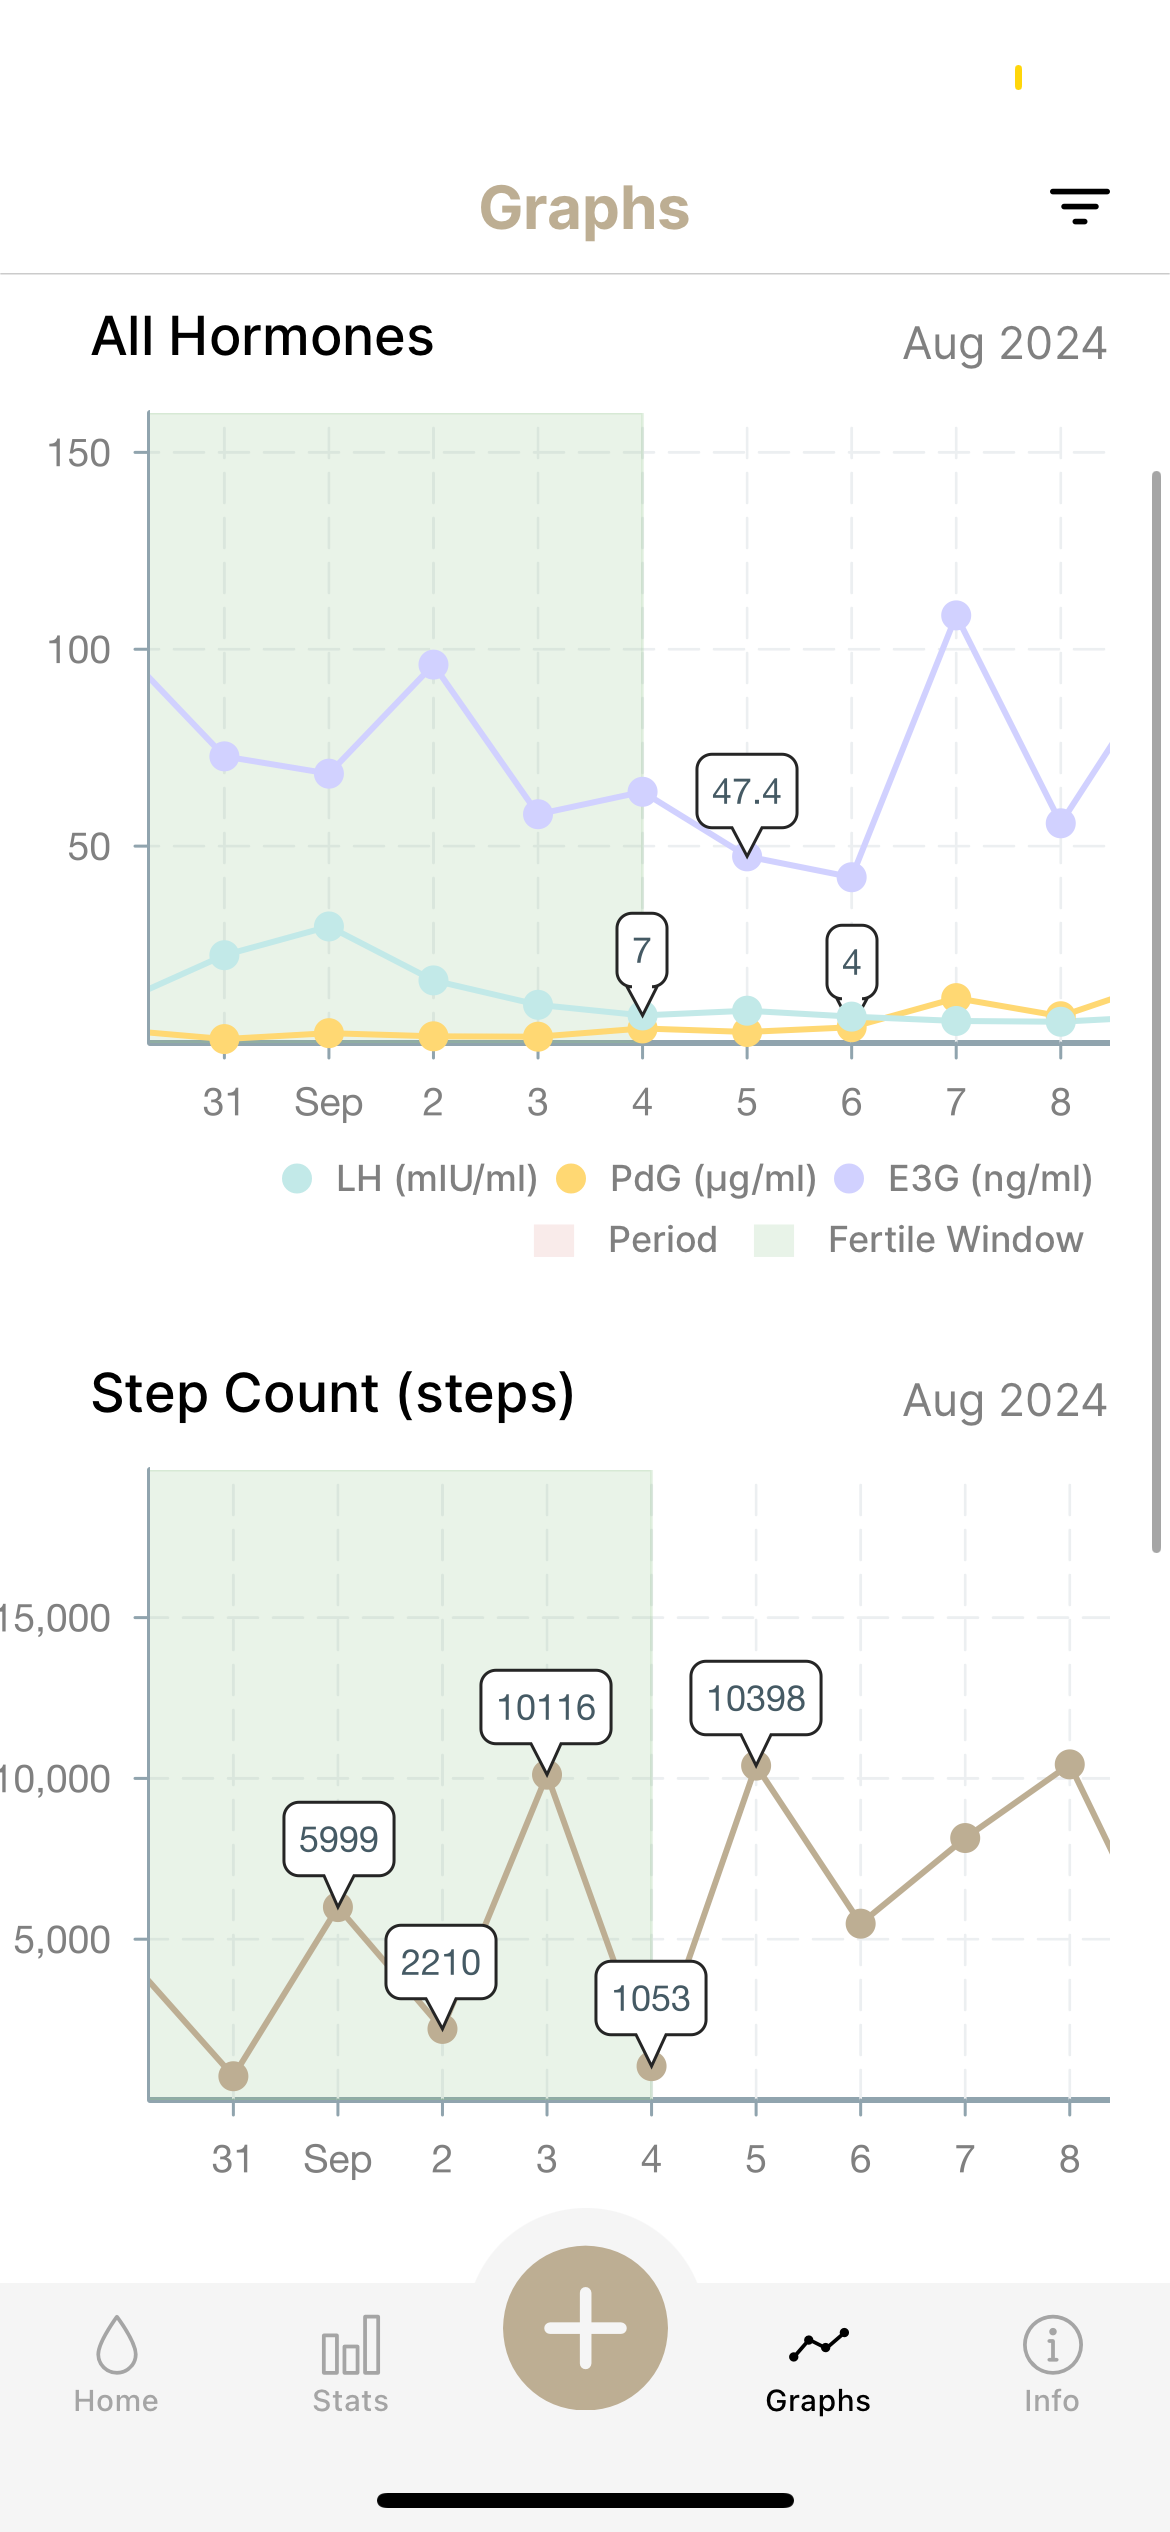 Graphs
All Hormones
Aug 2024
150
100
50
47.4
7
4
31 Sep 2 3 4 5 6 7 8
LH (mIU/ml) PdG (µg/ml) E3G (ng/ml)
Period Fertile Window
Step Count (steps)
Aug 2024
15,000
10,000
5,000
10116
10398
5999
2210
1053
31 Sep 2 3 4 5 6 7 8
Home Stats Graphs Info